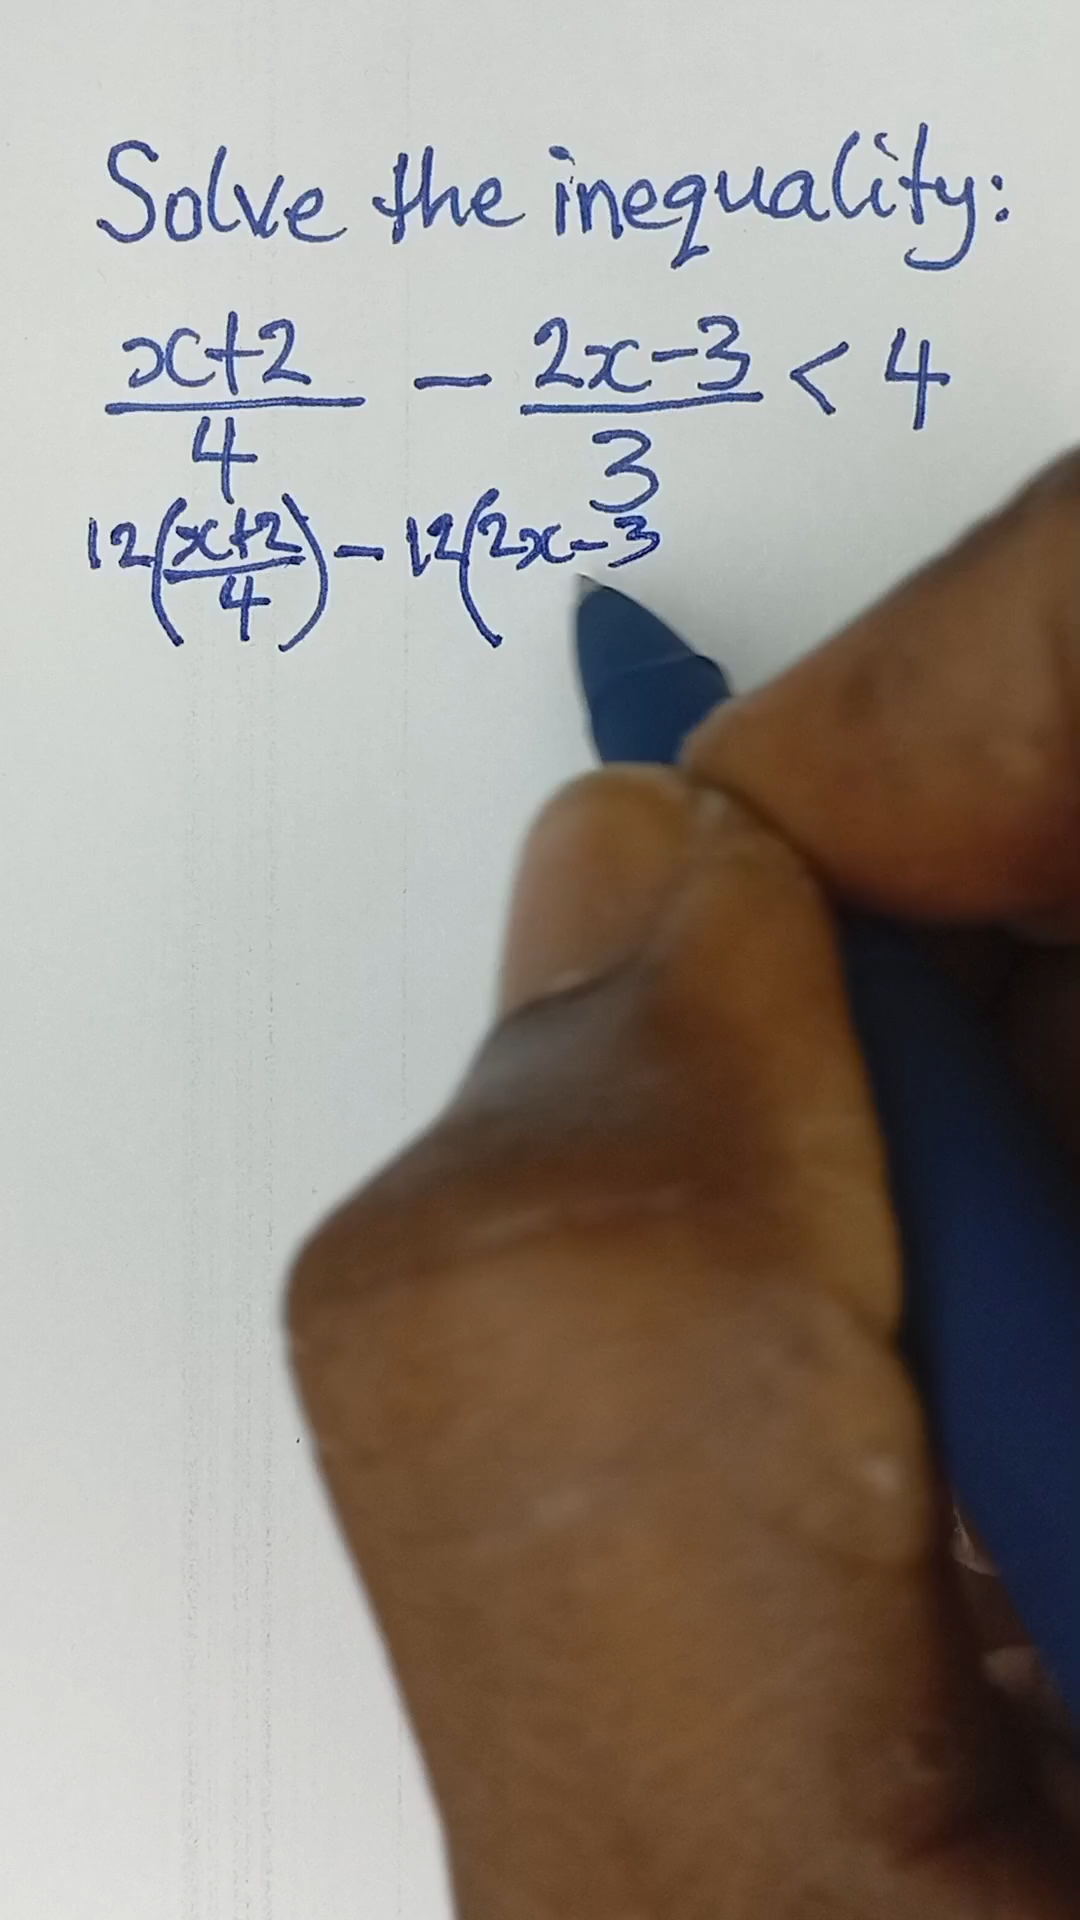 Solve the inequality:
x+2/4 - 2x-3/3 < 4
12(x+2/4) - 12(2x-3